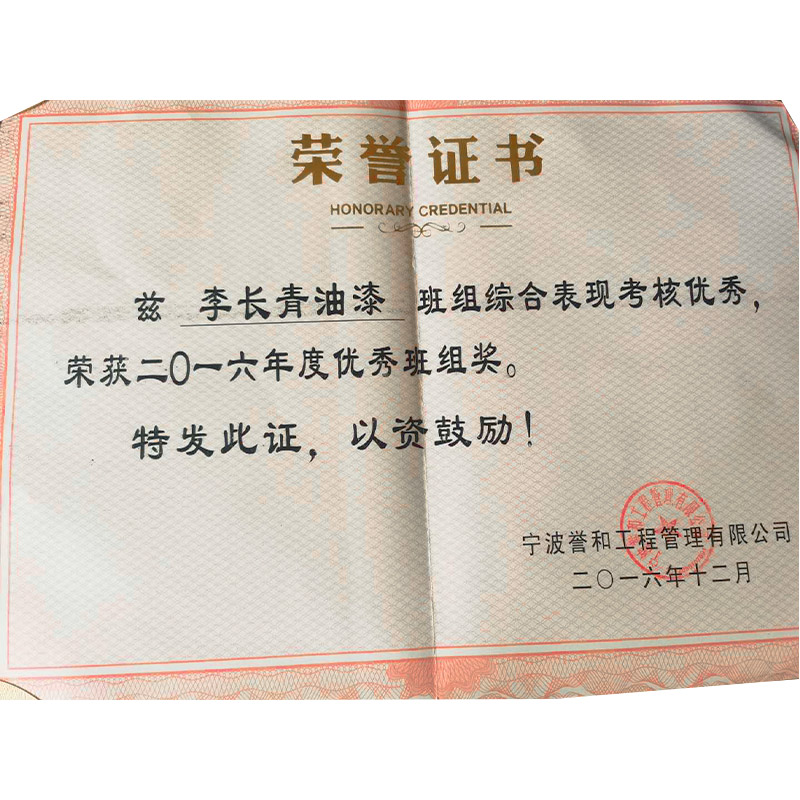 荣誉证书
HONORARY CREDENTIAL
兹 李长青油漆 班组综合表现考核优秀，
荣获二〇一六年度优秀班组奖。
特发此证，以资鼓励！
宁波誉和工程管理有限公司
二〇一六年十二月